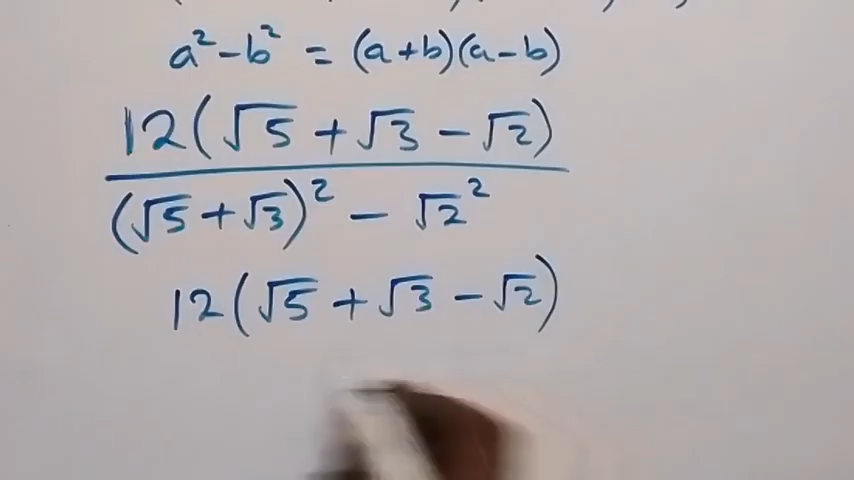 a² - b² = (a + b)(a - b)
12(√5 + √3 - √2)
(√5 + √3)² - √2²
12(√5 + √3 - √2)